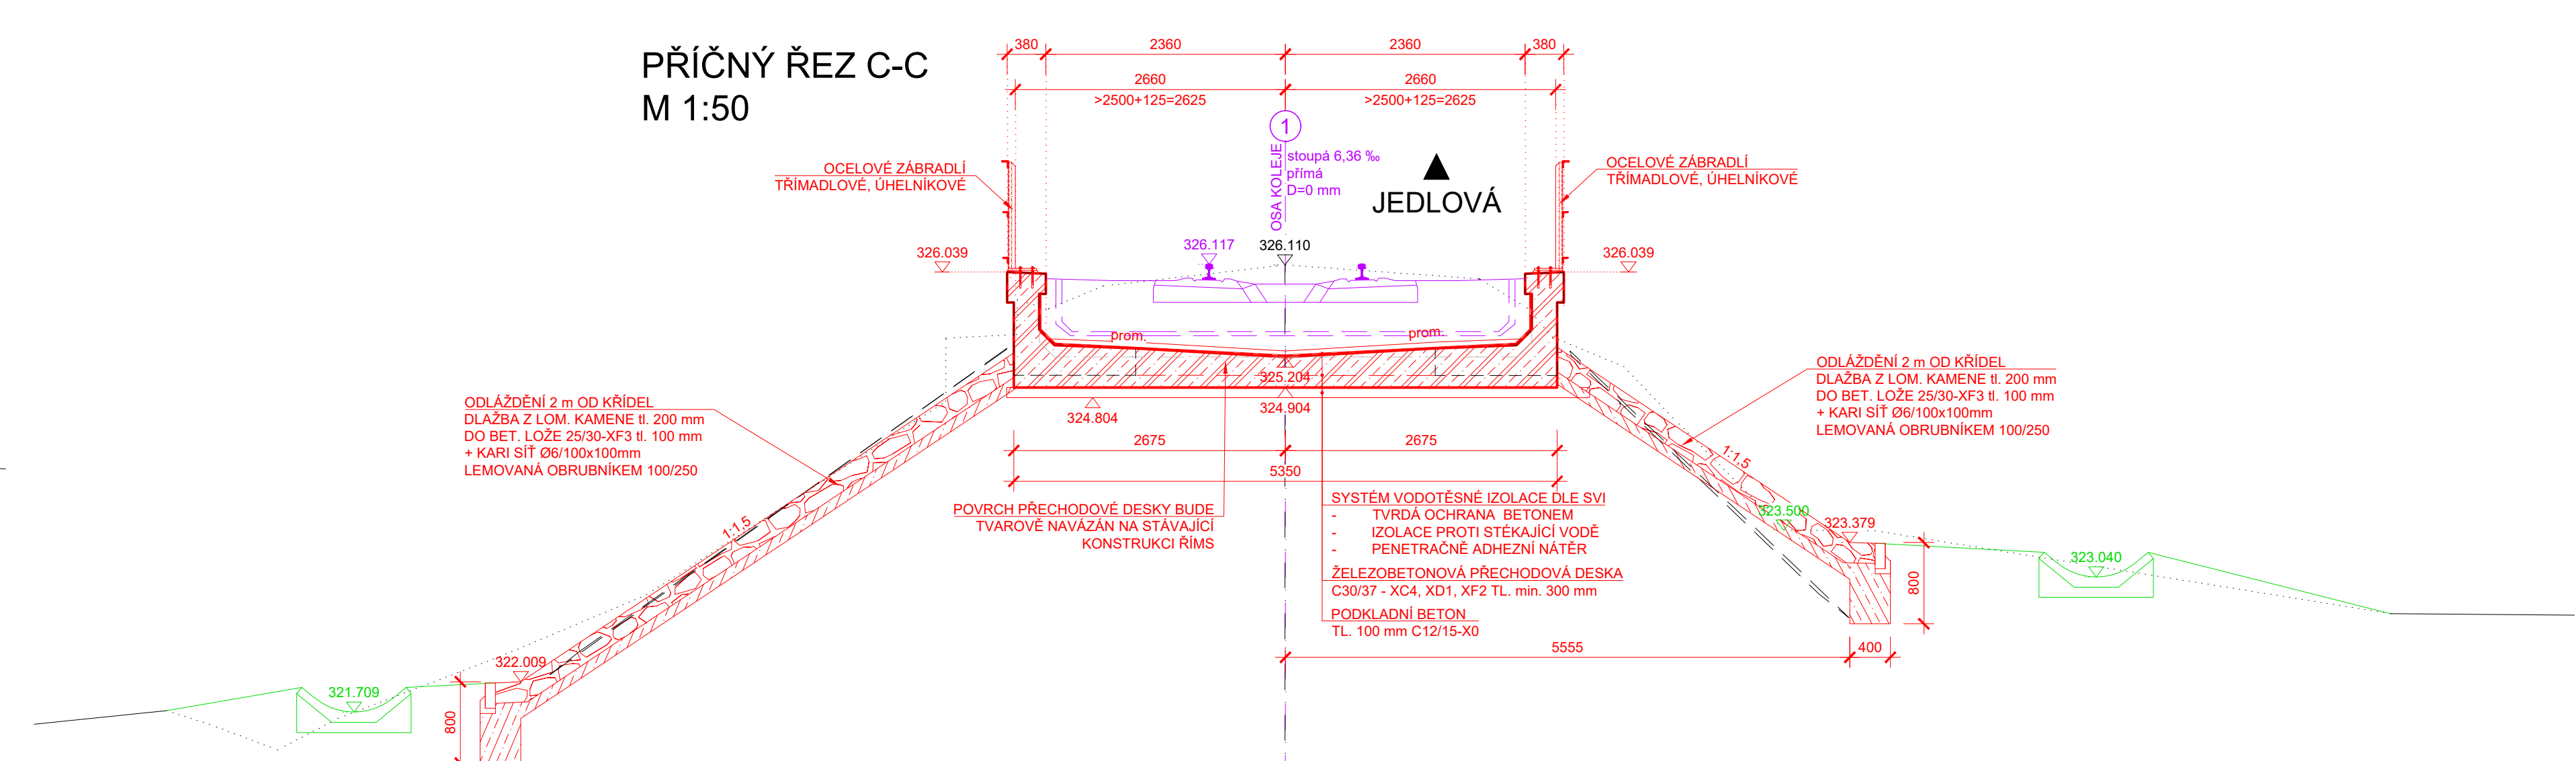 PŘÍČNÝ ŘEZ C-C
M 1:50
380
2360
2360
380
2660
2660
>2500+125=2625
>2500+125=2625
1
OSA KOLEJE
stoupá 6,36 ‰
přímá
D=0 mm
JEDLOVÁ
OCELOVÉ ZÁBRADLÍ
TŘÍMADLOVÉ, ÚHELNÍKOVÉ
OCELOVÉ ZÁBRADLÍ
TŘÍMADLOVÉ, ÚHELNÍKOVÉ
326.039
326.117
326.110
326.039
prom.
prom.
325.204
324.904
324.804
ODLÁŽDĚNÍ 2 m OD KŘÍDEL
DLAŽBA Z LOM. KAMENE tl. 200 mm
DO BET. LOŽE 25/30-XF3 tl. 100 mm
+ KARI SÍŤ Ø6/100x100mm
LEMOVANÁ OBRUBNÍKEM 100/250
ODLÁŽDĚNÍ 2 m OD KŘÍDEL
DLAŽBA Z LOM. KAMENE tl. 200 mm
DO BET. LOŽE 25/30-XF3 tl. 100 mm
+ KARI SÍŤ Ø6/100x100mm
LEMOVANÁ OBRUBNÍKEM 100/250
2675
2675
5350
1:1,5
1:1,5
POVRCH PŘECHODOVÉ DESKY BUDE
TVAROVĚ NAVÁZÁN NA STÁVAJÍCÍ
KONSTRUKCI ŘÍMS
SYSTÉM VODOTĚSNÉ IZOLACE DLE SVI
- TVRDÁ OCHRANA BETONEM
- IZOLACE PROTI STÉKAJÍCÍ VODĚ
- PENETRAČNĚ ADHEZNÍ NÁTĚR
ŽELEZOBETONOVÁ PŘECHODOVÁ DESKA
C30/37 - XC4, XD1, XF2 TL. min. 300 mm
PODKLADNÍ BETON
TL. 100 mm C12/15-X0
323.500
323.379
323.040
800
5555
400
322.009
321.709
800